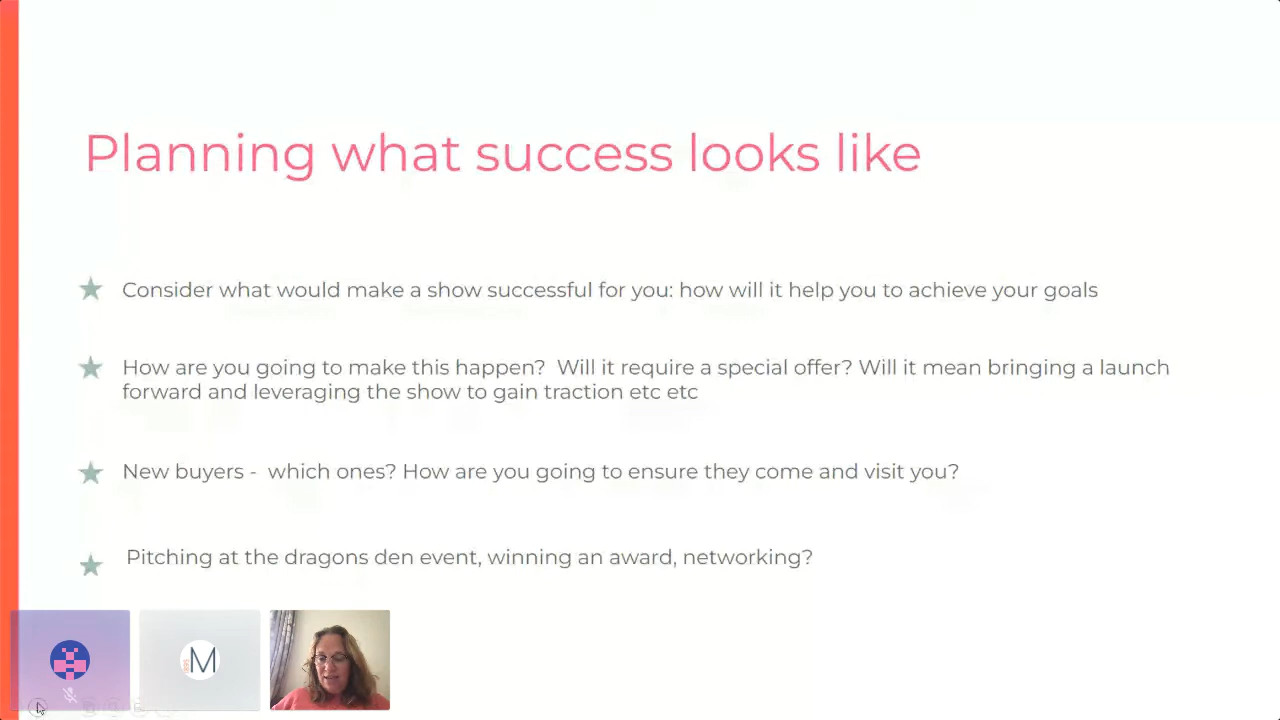 Planning what success looks like
Consider what would make a show successful for you: how will it help you to achieve your goals
How are you going to make this happen?  Will it require a special offer? Will it mean bringing a launch
forward and leveraging the show to gain traction etc etc
New buyers -  which ones? How are you going to ensure they come and visit you?
Pitching at the dragons den event, winning an award, networking?
M